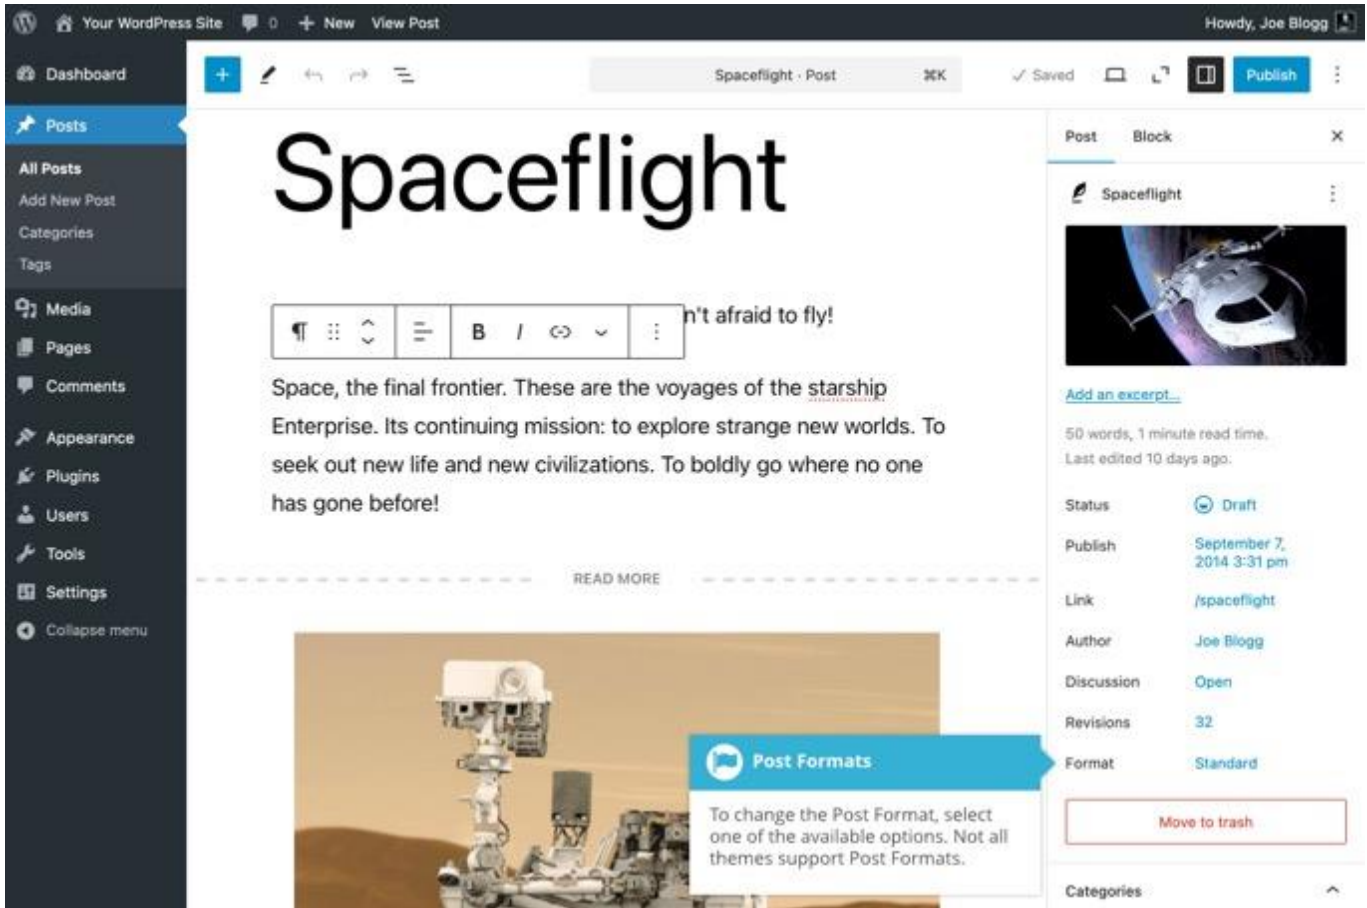 Your WordPress Site 0 + New View Post Howdy, Joe Blogg
Dashboard
Posts
All Posts
Add New Post
Categories
Tags
Media
Pages
Comments
Appearance
Plugins
Users
Tools
Settings
Collapse menu
Spaceflight · Post ⌘K Saved Publish
Spaceflight
n't afraid to fly!
B I
Space, the final frontier. These are the voyages of the starship
Enterprise. Its continuing mission: to explore strange new worlds. To
seek out new life and new civilizations. To boldly go where no one
has gone before!
READ MORE
Post Formats
To change the Post Format, select
one of the available options. Not all
themes support Post Formats.
Post Block
Spaceflight
Add an excerpt...
50 words, 1 minute read time.
Last edited 10 days ago.
Status Draft
Publish September 7,
2014 3:31 pm
Link /spaceflight
Author Joe Blogg
Discussion Open
Revisions 32
Format Standard
Move to trash
Categories